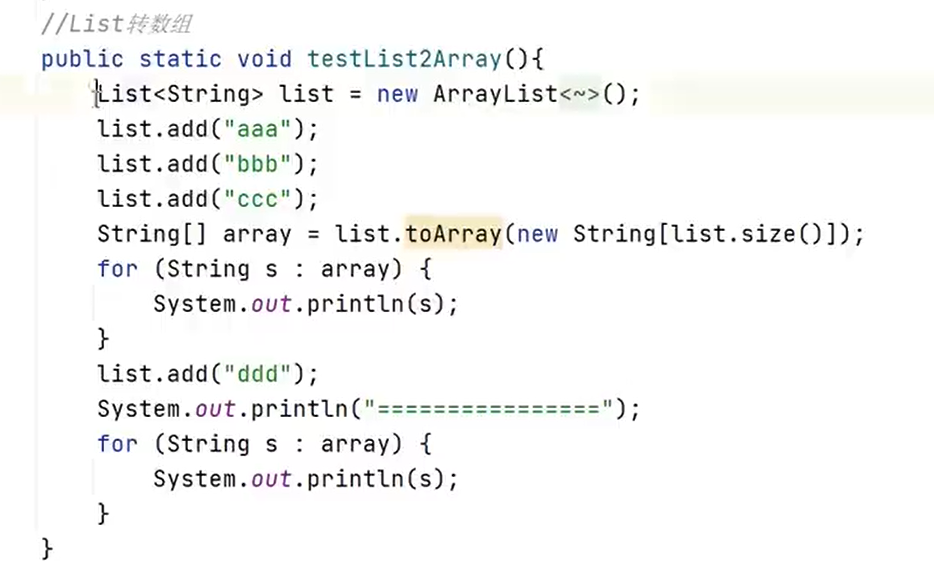 //List转数组
public static void testList2Array(){
List<String> list = new ArrayList<~>();
list.add("aaa");
list.add("bbb");
list.add("ccc");
String[] array = list.toArray(new String[list.size()]);
for (String s : array) {
System.out.println(s);
}
list.add("ddd");
System.out.println("================");
for (String s : array) {
System.out.println(s);
}
}